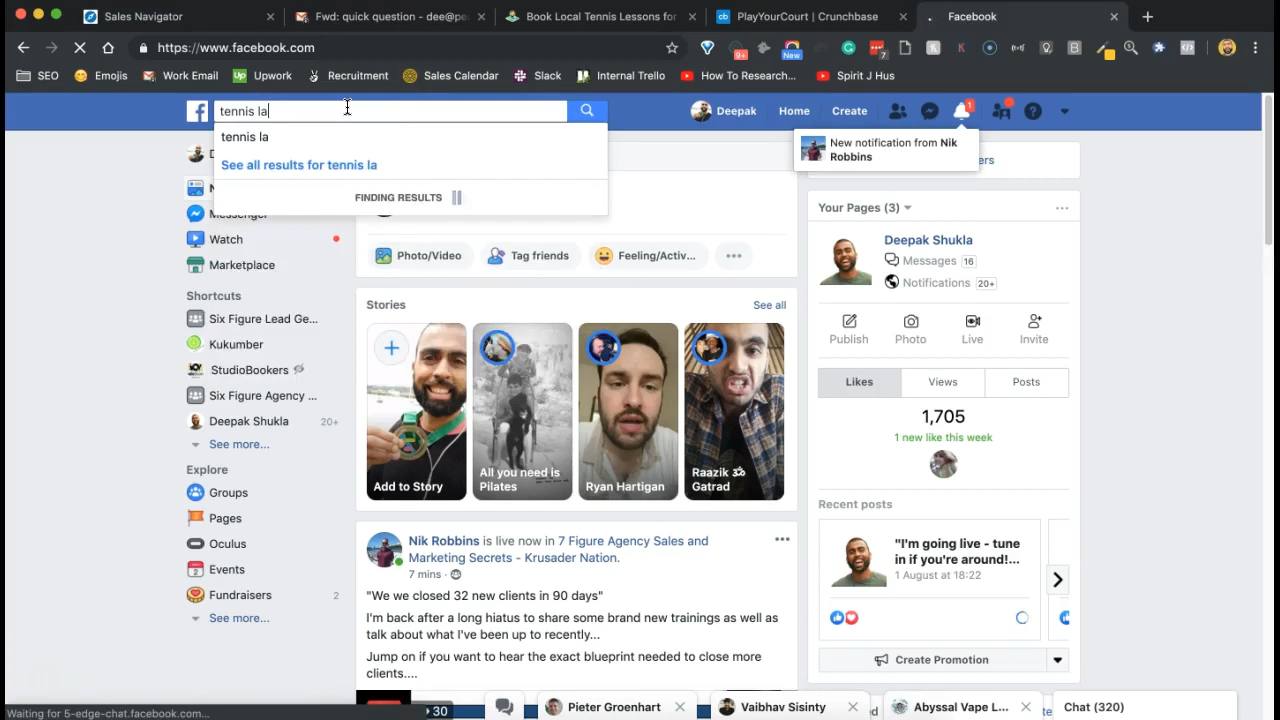 Sales Navigator
Fwd: quick question - dee@pe
Book Local Tennis Lessons for
PlayYourCourt | Crunchbase
Facebook
https://www.facebook.com
9+
New
7
SEO
Emojis
Work Email
Upwork
Recruitment
Sales Calendar
Slack
Internal Trello
How To Research...
Spirit J Hus
tennis la
Deepak
Home
Create
1
tennis la
See all results for tennis la
FINDING RESULTS
New notification from Nik
Robbins
ers
Messenger
Watch
Marketplace
Shortcuts
Six Figure Lead Ge...
Kukumber
StudioBookers
Six Figure Agency ...
Deepak Shukla 20+
See more...
Explore
Groups
Pages
Oculus
Events
Fundraisers 2
See more...
Photo/Video
Tag friends
Feeling/Activ...
Stories
See all
Add to Story
All you need is
Pilates
Ryan Hartigan
Raazik ॐ
Gatrad
Nik Robbins is live now in 7 Figure Agency Sales and
Marketing Secrets - Krusader Nation.
7 mins ·
"We we closed 32 new clients in 90 days"
I'm back after a long hiatus to share some brand new trainings as well as
talk about what I've been up to recently...
Jump on if you want to hear the exact blueprint needed to close more
clients....
Your Pages (3)
Deepak Shukla
Messages 16
Notifications 20+
Publish
Photo
Live
Invite
Likes
Views
Posts
1,705
1 new like this week
Recent posts
"I'm going live - tune
in if you're around!...
1 August at 18:22
Create Promotion
Waiting for 5-edge-chat.facebook.com...
30
Pieter Groenhart
Vaibhav Sisinty
Abyssal Vape L...
Chat (320)